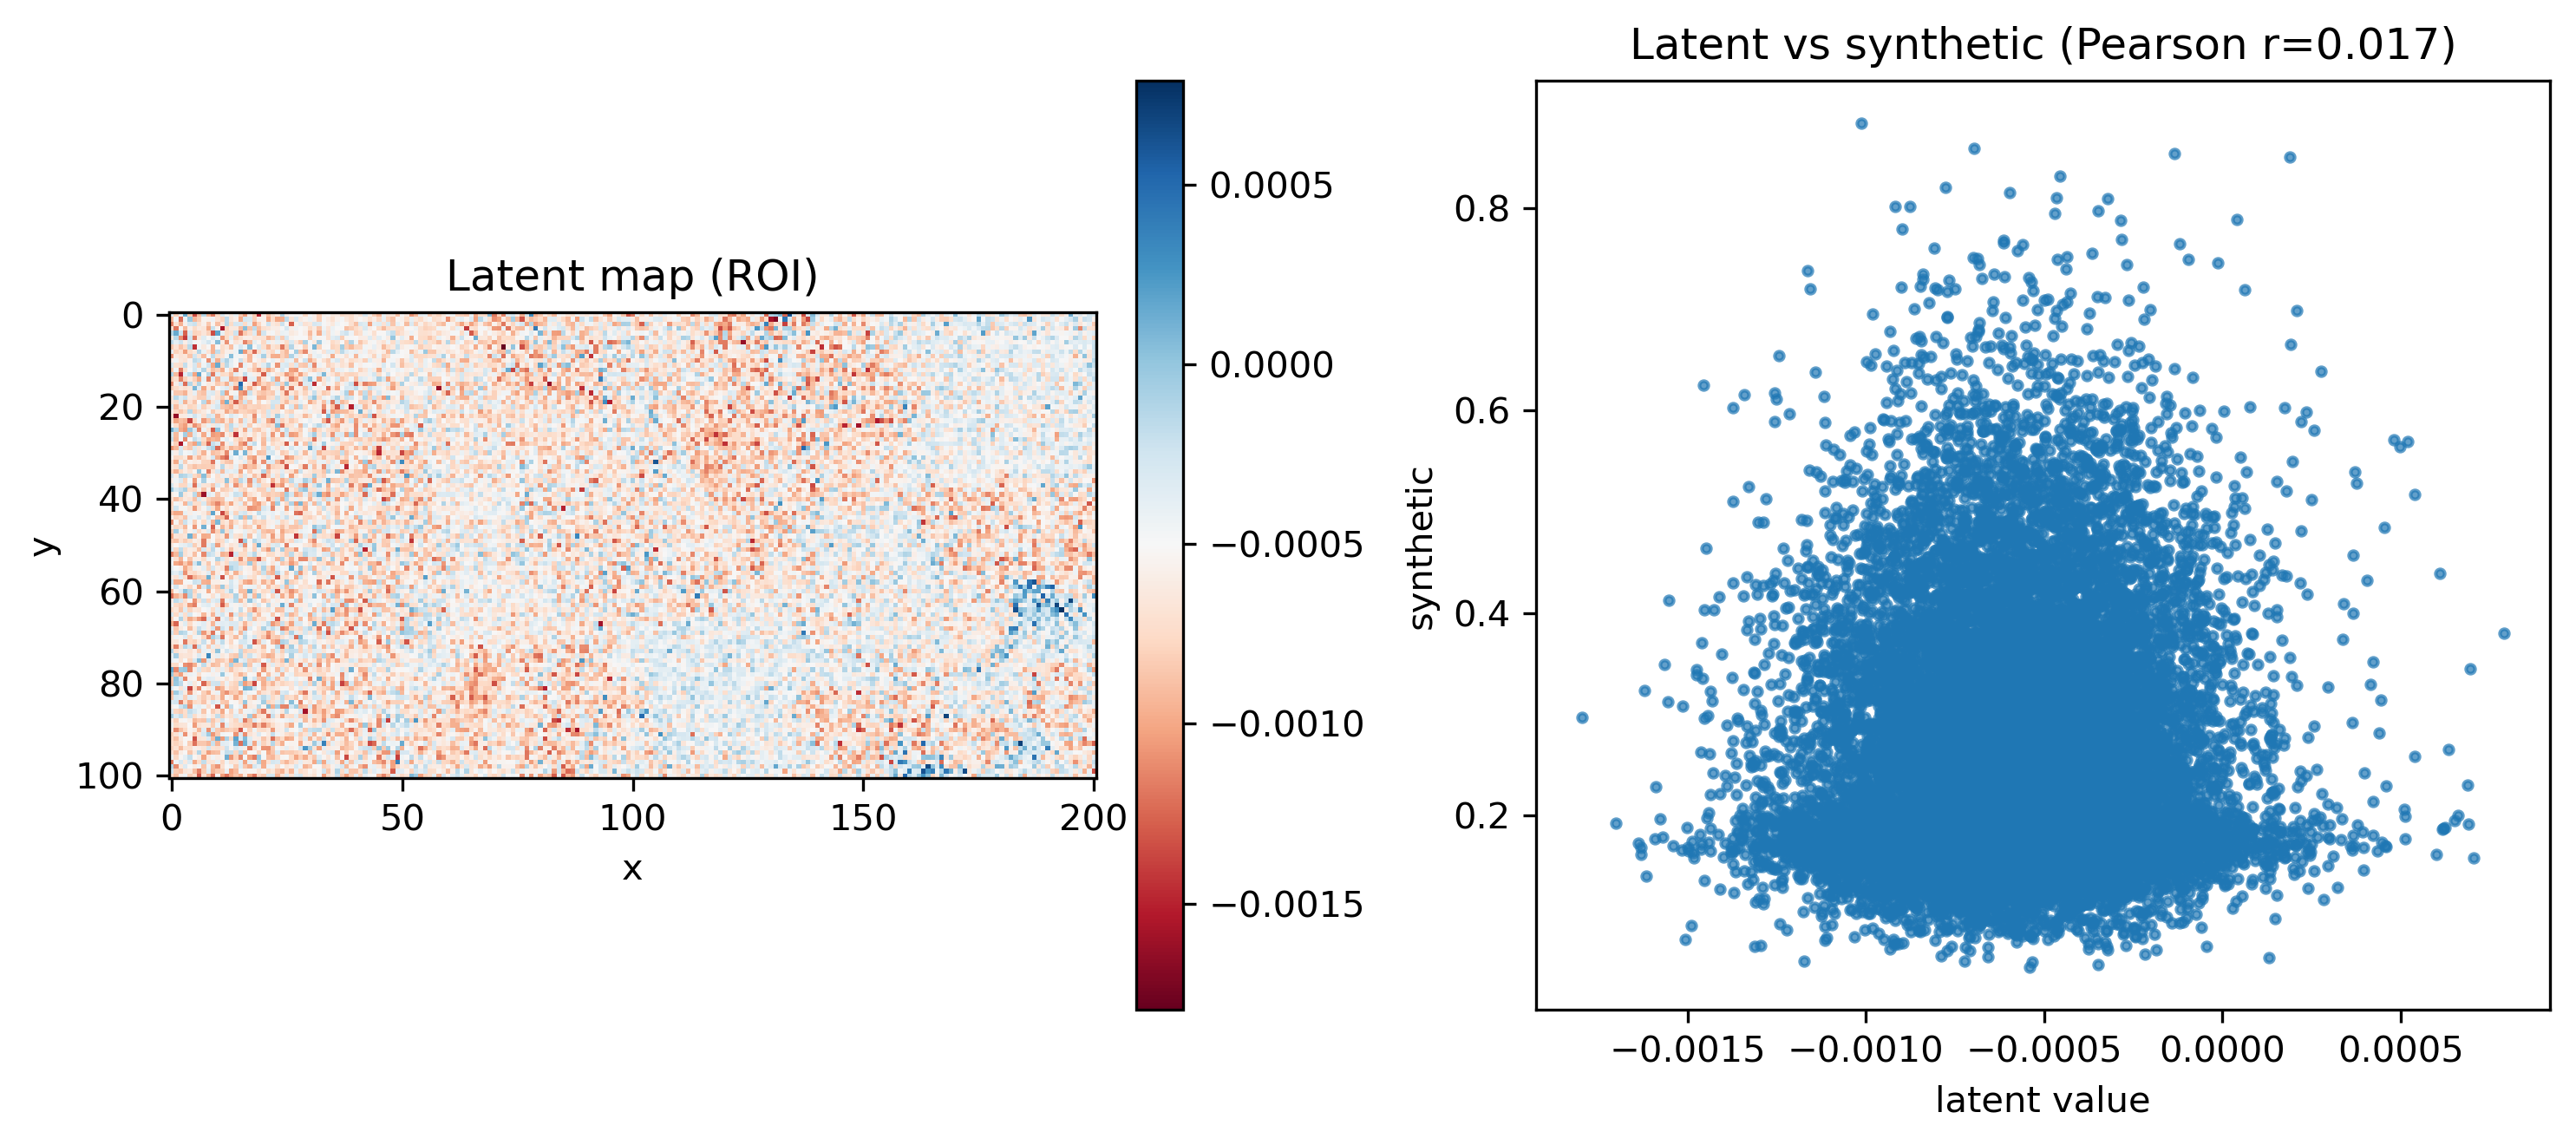 Latent map (ROI)
0
20
40
60
80
100
y
0 50 100 150 200
x
0.0005
0.0000
−0.0005
−0.0010
−0.0015
Latent vs synthetic (Pearson r=0.017)
0.8
0.6
0.4
0.2
synthetic
−0.0015 −0.0010 −0.0005 0.0000 0.0005
latent value